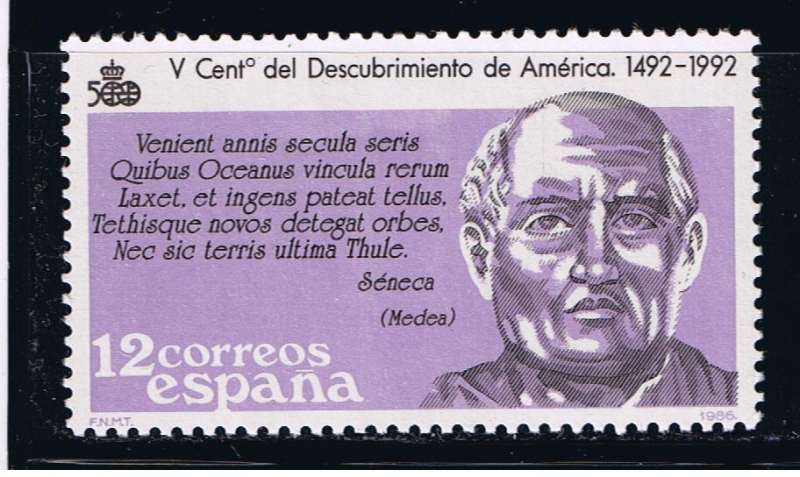 V Centº del Descubrimiento de América. 1492-1992
500
Venient annis secula seris
Quibus Oceanus vincula rerum
Laxet, et ingens pateat tellus,
Tethisque novos detegat orbes,
Nec sic terris ultima Thule.
Séneca
(Medea)
12 correos
españa
F.N.M.T.
1986.